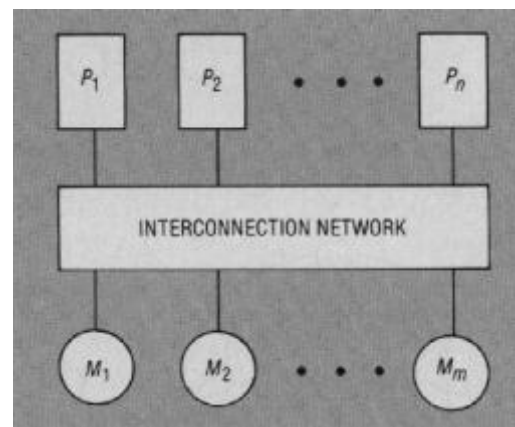 P1 P2 • • • Pn
INTERCONNECTION NETWORK
M1 M2 • • • Mm